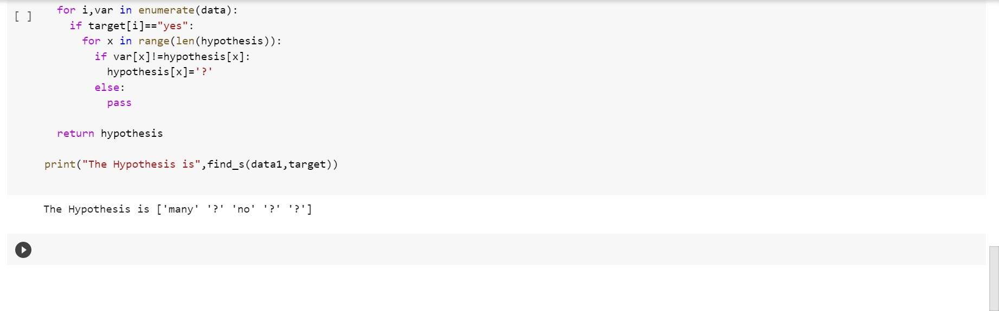 [ ]
for i,var in enumerate(data):
if target[i]=="yes":
for x in range(len(hypothesis)):
if var[x]!=hypothesis[x]:
hypothesis[x]='?'
else:
pass
return hypothesis
print("The Hypothesis is",find_s(data1,target))
The Hypothesis is ['many' '?' 'no' '?' '?']